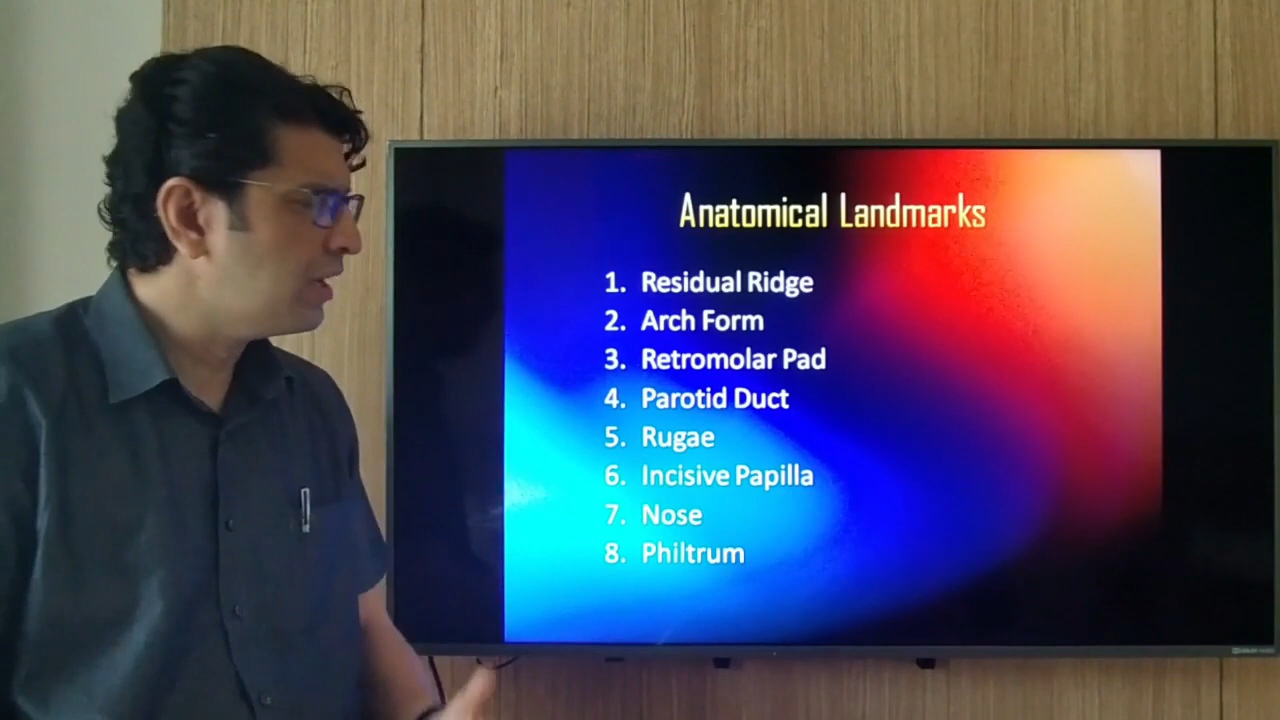 Anatomical Landmarks
1. Residual Ridge
2. Arch Form
3. Retromolar Pad
4. Parotid Duct
5. Rugae
6. Incisive Papilla
7. Nose
8. Philtrum